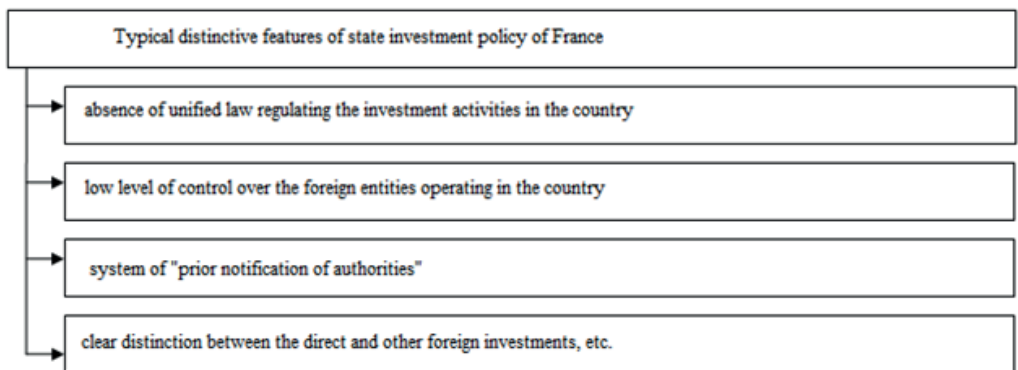 Typical distinctive features of state investment policy of France
absence of unified law regulating the investment activities in the country
low level of control over the foreign entities operating in the country
system of "prior notification of authorities"
clear distinction between the direct and other foreign investments, etc.